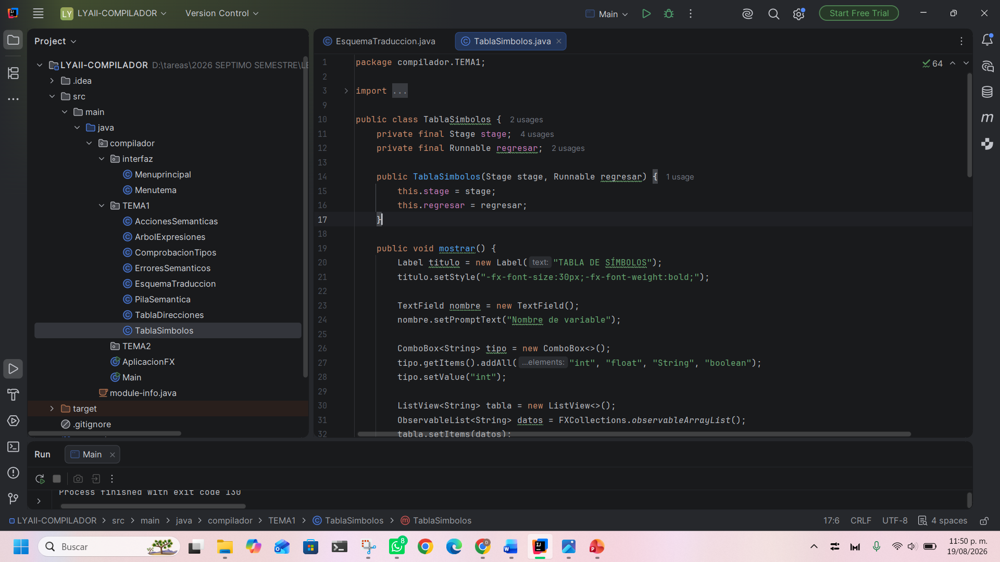 LY LYAII-COMPILADOR Version Control Main Start Free Trial
Project
LYAII-COMPILADOR D:\tareas\2026 SEPTIMO SEMESTRE\LE
.idea
src
main
java
compilador
interfaz
Menuprincipal
Menutema
TEMA1
AccionesSemanticas
ArbolExpresiones
ComprobacionTipos
ErroresSemanticos
EsquemaTraduccion
PilaSemantica
TablaDirecciones
TablaSimbolos
TEMA2
AplicacionFX
Main
module-info.java
target
.gitignore
EsquemaTraduccion.java TablaSimbolos.java
64
1 package compilador.TEMA1;
2
3 import ...
9
10 public class TablaSimbolos { 2 usages
11 private final Stage stage; 4 usages
12 private final Runnable regresar; 2 usages
13
14 public TablaSimbolos(Stage stage, Runnable regresar) { 1 usage
15 this.stage = stage;
16 this.regresar = regresar;
17 }
18
19 public void mostrar() {
20 Label titulo = new Label( text: "TABLA DE SÍMBOLOS");
21 titulo.setStyle("-fx-font-size:30px;-fx-font-weight:bold;");
22
23 TextField nombre = new TextField();
24 nombre.setPromptText("Nombre de variable");
25
26 ComboBox<String> tipo = new ComboBox<>();
27 tipo.getItems().addAll( ...elements: "int", "float", "String", "boolean");
28 tipo.setValue("int");
29
30 ListView<String> tabla = new ListView<>();
31 ObservableList<String> datos = FXCollections.observableArrayList();
32 tabla.setItems(datos);
Run Main
Process finished with exit code 130
LYAII-COMPILADOR > src > main > java > compilador > TEMA1 > TablaSimbolos > TablaSimbolos 17:6 CRLF UTF-8 4 spaces
Buscar
8
11:50 p. m.
19/08/2026